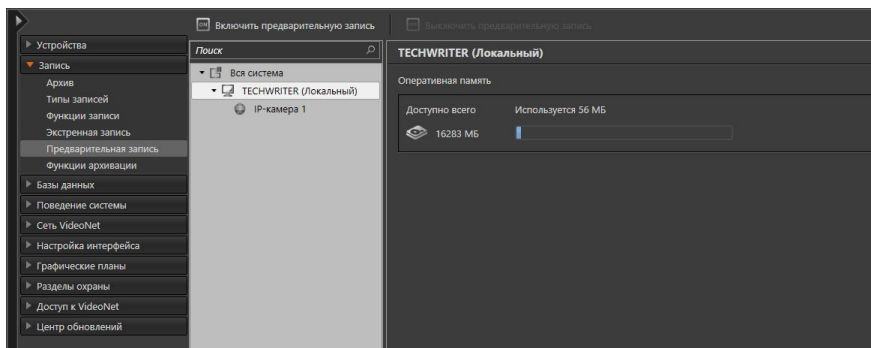 Включить предварительную запись
Выключить предварительную запись
Устройства
Запись
Архив
Типы записей
Функции записи
Экстренная запись
Предварительная запись
Функции архивации
Базы данных
Поведение системы
Сеть VideoNet
Настройка интерфейса
Графические планы
Разделы охраны
Доступ к VideoNet
Центр обновлений
Поиск
Вся система
TECHWRITER (Локальный)
IP-камера 1
TECHWRITER (Локальный)
Оперативная память
Доступно всего Используется 56 МБ
16283 МБ